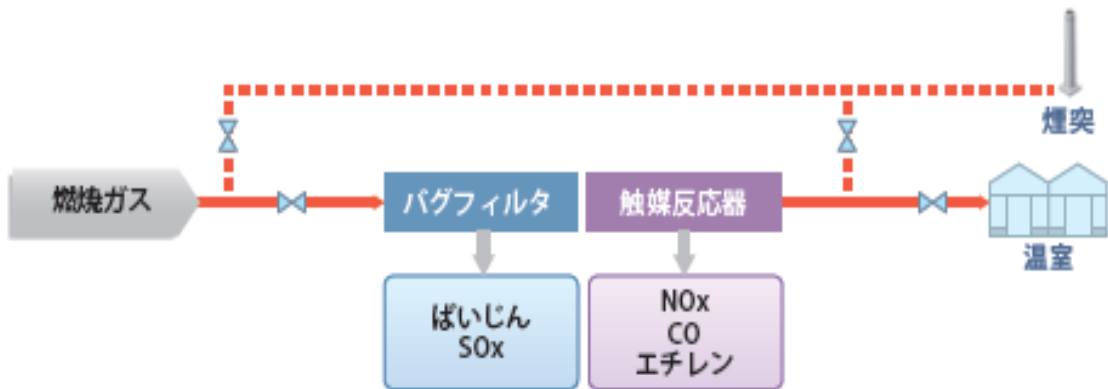 煙突
燃焼ガス
バグフィルタ
触媒反応器
温室
ばいじん
SOx
NOx
CO
エチレン